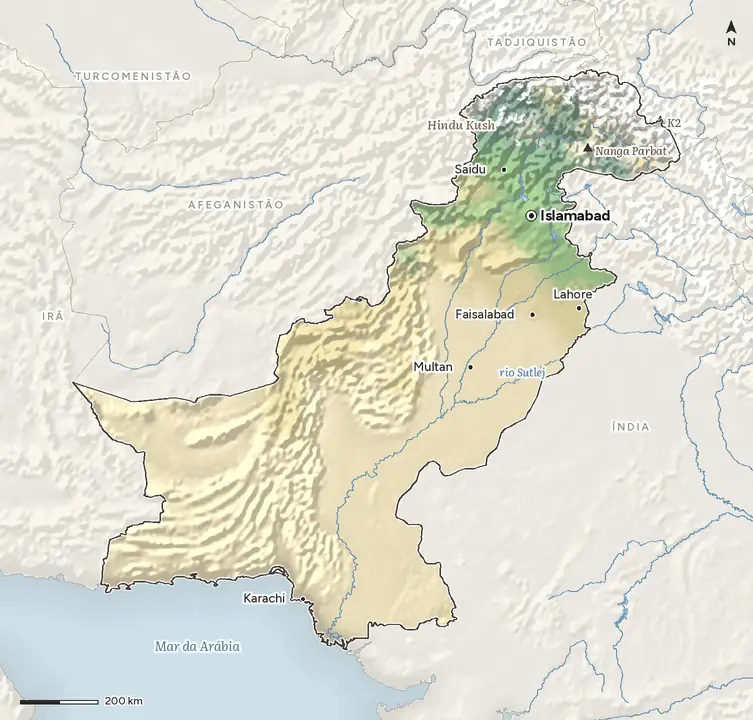 N
TADJIQUISTÃO
TURCOMENISTÃO
Hindu Kush
K2
Nanga Parbat
Saidu
AFEGANISTÃO
Islamabad
Lahore
IRÃ
Faisalabad
Multan
rio Sutlej
ÍNDIA
Karachi
Mar da Arábia
200 km